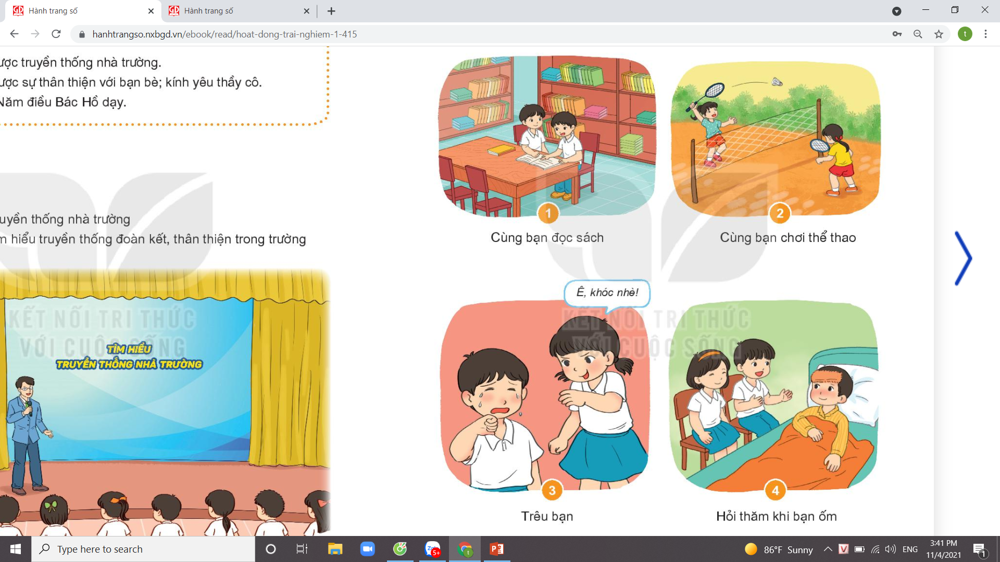 Hành trang số
Hành trang số
hanhtrangso.nxbgd.vn/ebook/read/hoat-dong-trai-nghiem-1-415
t
ược truyền thống nhà trường.
ược sự thân thiện với bạn bè; kính yêu thầy cô.
Năm điều Bác Hồ dạy.
uyền thống nhà trường
m hiểu truyền thống đoàn kết, thân thiện trong trường
KẾT NỐI TRI THỨC
VỚI CUỘC SỐNG
TÌM HIỂU
TRUYỀN THỐNG NHÀ TRƯỜNG
1
Cùng bạn đọc sách
2
Cùng bạn chơi thể thao
Ê, khóc nhè!
KẾT NỐI TRI THỨC
VỚI CUỘC SỐNG
3
Trêu bạn
4
Hỏi thăm khi bạn ốm
Type here to search
5+
t
86°F Sunny
ENG
3:41 PM
11/4/2021
1